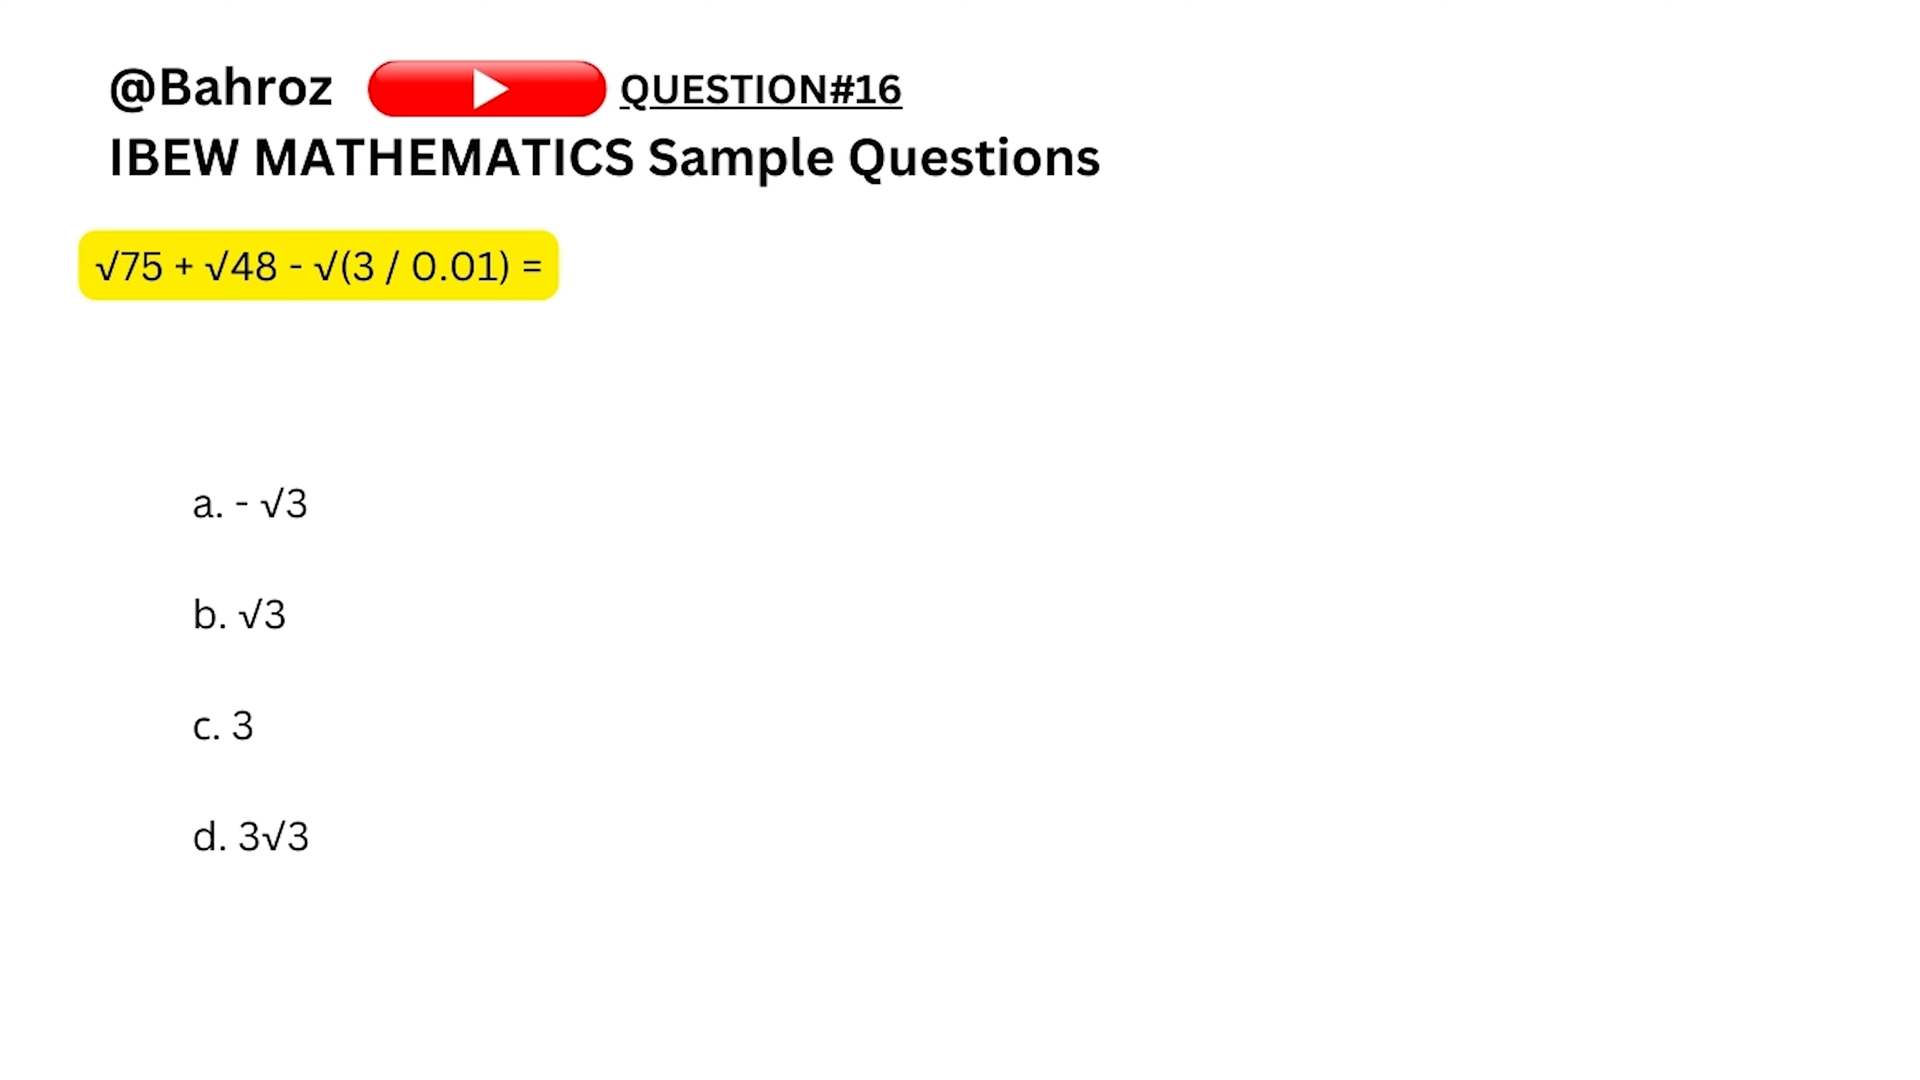 @Bahroz QUESTION#16
IBEW MATHEMATICS Sample Questions
√75 + √48 - √(3 / 0.01) =
a. - √3
b. √3
c. 3
d. 3√3